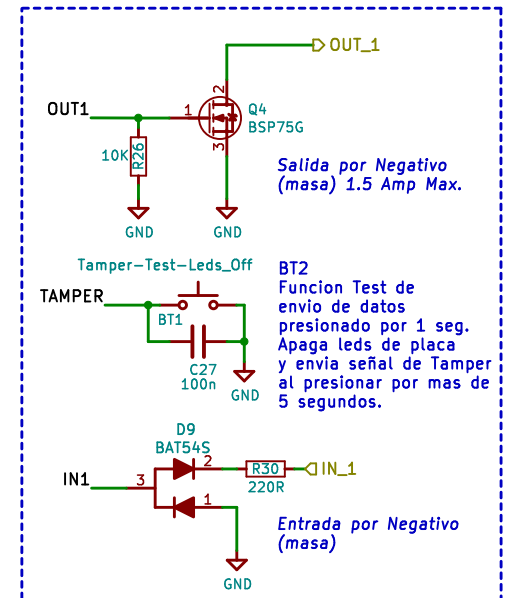 OUT_1
2
OUT1
1
Q4
BSP75G
10K
R26
3
Salida por Negativo
(masa) 1.5 Amp Max.
GND
GND
Tamper-Test-Leds_Off
BT2
TAMPER
BT1
Funcion Test de
envio de datos
presionado por 1 seg.
Apaga leds de placa
y envia señal de Tamper
al presionar por mas de
5 segundos.
C27
100n
GND
D9
BAT54S
IN1
3
2
R30
IN_1
220R
1
Entrada por Negativo
(masa)
GND